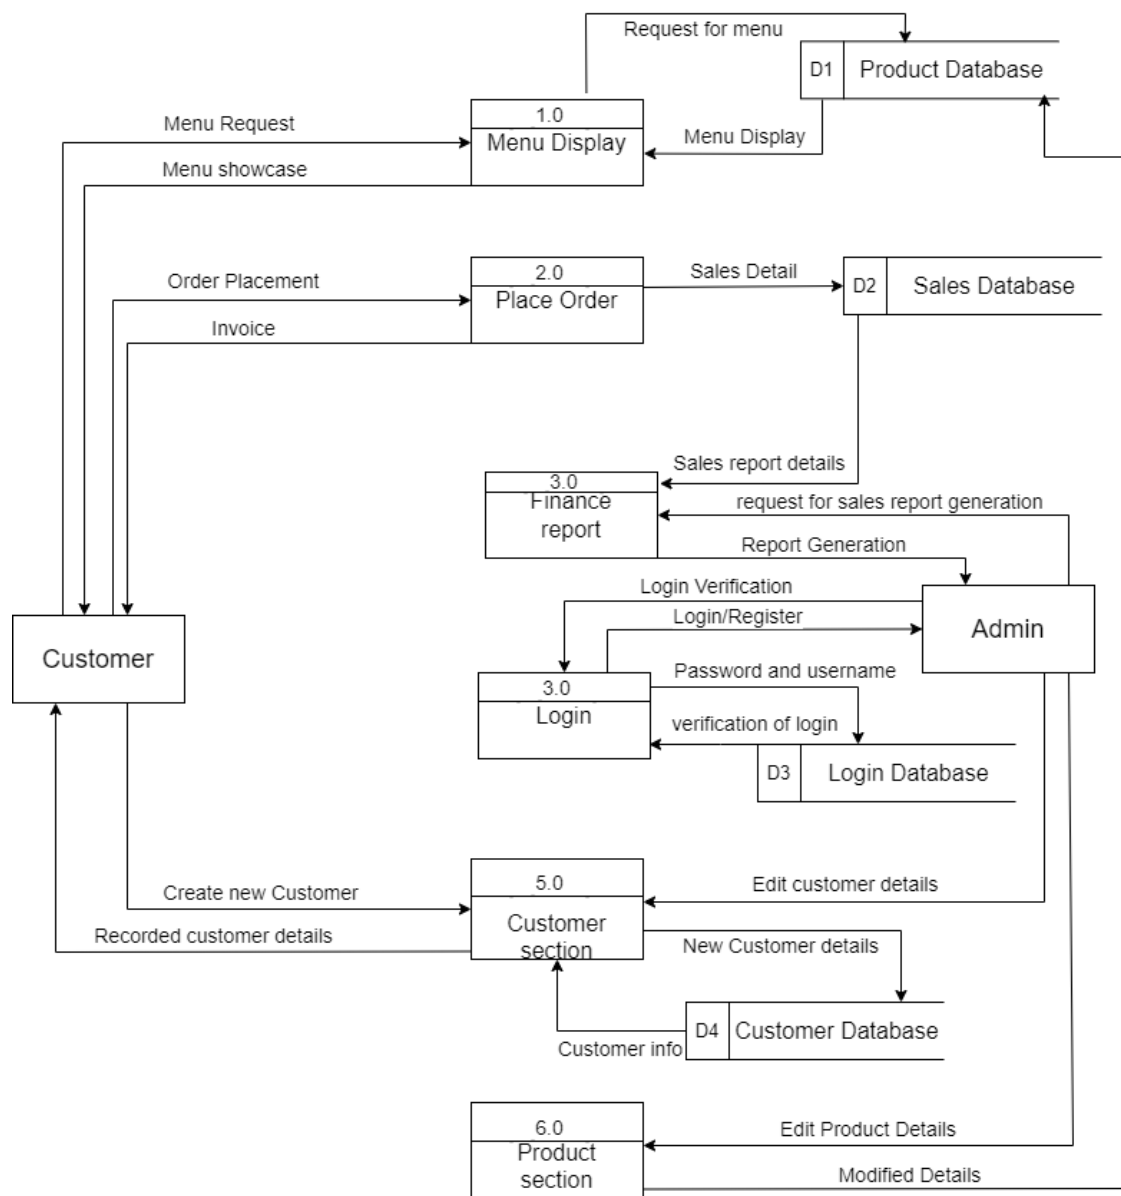 Request for menu
D1
Product Database
Menu Request
1.0
Menu Display
Menu Display
Menu showcase
Order Placement
2.0
Place Order
Sales Detail
D2
Sales Database
Invoice
Sales report details
3.0
Finance
report
request for sales report generation
Report Generation
Login Verification
Login/Register
Admin
Customer
Password and username
3.0
Login
verification of login
D3
Login Database
Create new Customer
5.0
Customer
section
Edit customer details
Recorded customer details
New Customer details
D4
Customer Database
Customer info
6.0
Product
section
Edit Product Details
Modified Details